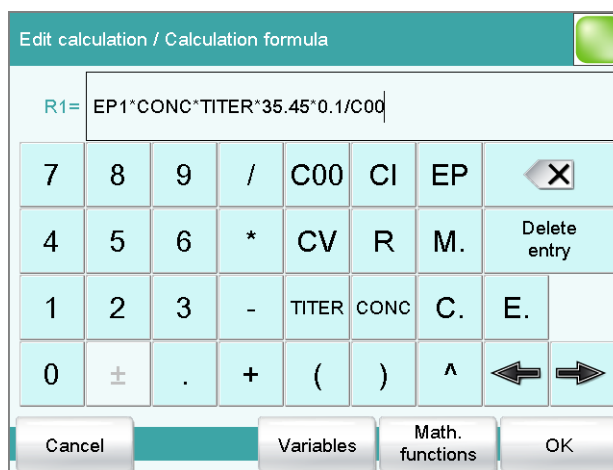 Edit calculation / Calculation formula
R1= EP1*CONC*TITER*35.45*0.1/C00
7 8 9 / C00 CI EP
4 5 6 * CV R M. Delete entry
1 2 3 - TITER CONC C. E.
0 ± . + ( ) ^
Cancel Variables Math. functions OK